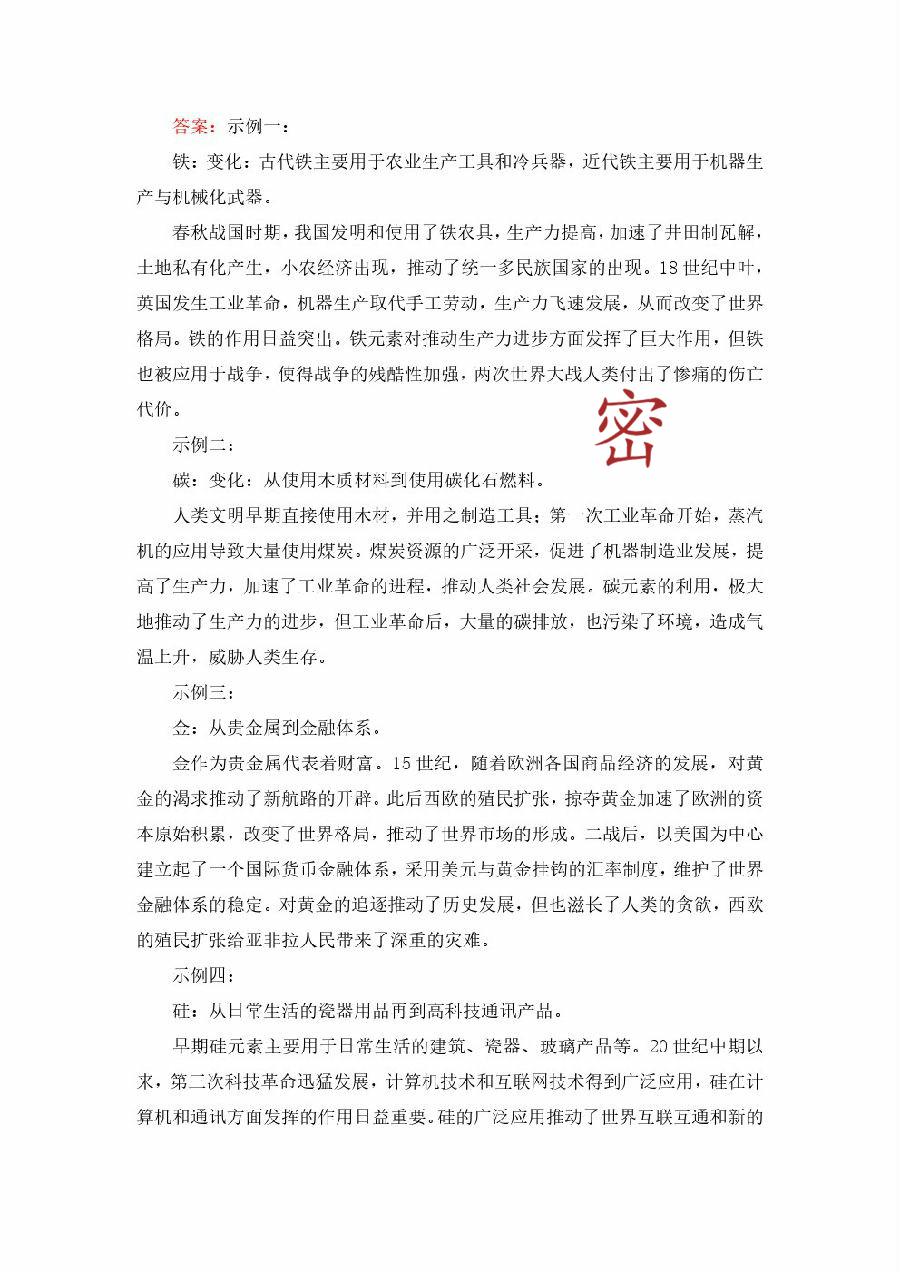 答案：示例一：
铁：变化：古代铁主要用于农业生产工具和冷兵器，近代铁主要用于机器生
产与机械化武器。
春秋战国时期，我国发明和使用了铁农具，生产力提高，加速了井田制瓦解，
土地私有化产生，小农经济出现，推动了统一多民族国家的出现。18 世纪中叶，
英国发生工业革命，机器生产取代手工劳动，生产力飞速发展，从而改变了世界
格局。铁的作用日益突出。铁元素对推动生产力进步方面发挥了巨大作用，但铁
也被应用于战争，使得战争的残酷性加强，两次世界大战人类付出了惨痛的伤亡
代价。
密
示例二：
碳：变化：从使用木质材料到使用碳化石燃料。
人类文明早期直接使用木材，并用之制造工具；第一次工业革命开始，蒸汽
机的应用导致大量使用煤炭。煤炭资源的广泛开采，促进了机器制造业发展，提
高了生产力，加速了工业革命的进程，推动人类社会发展。碳元素的利用，极大
地推动了生产力的进步，但工业革命后，大量的碳排放，也污染了环境，造成气
温上升，威胁人类生存。
示例三：
金：从贵金属到金融体系。
金作为贵金属代表着财富。15 世纪，随着欧洲各国商品经济的发展，对黄
金的渴求推动了新航路的开辟。此后西欧的殖民扩张，掠夺黄金加速了欧洲的资
本原始积累，改变了世界格局，推动了世界市场的形成。二战后，以美国为中心
建立起了一个国际货币金融体系，采用美元与黄金挂钩的汇率制度，维护了世界
金融体系的稳定。对黄金的追逐推动了历史发展，但也滋长了人类的贪欲，西欧
的殖民扩张给亚非拉人民带来了深重的灾难。
示例四：
硅：从日常生活的瓷器用品再到高科技通讯产品。
早期硅元素主要用于日常生活的建筑、瓷器、玻璃产品等。20 世纪中期以
来，第三次科技革命迅猛发展，计算机技术和互联网技术得到广泛应用，硅在计
算机和通讯方面发挥的作用日益重要。硅的广泛应用推动了世界互联互通和新的